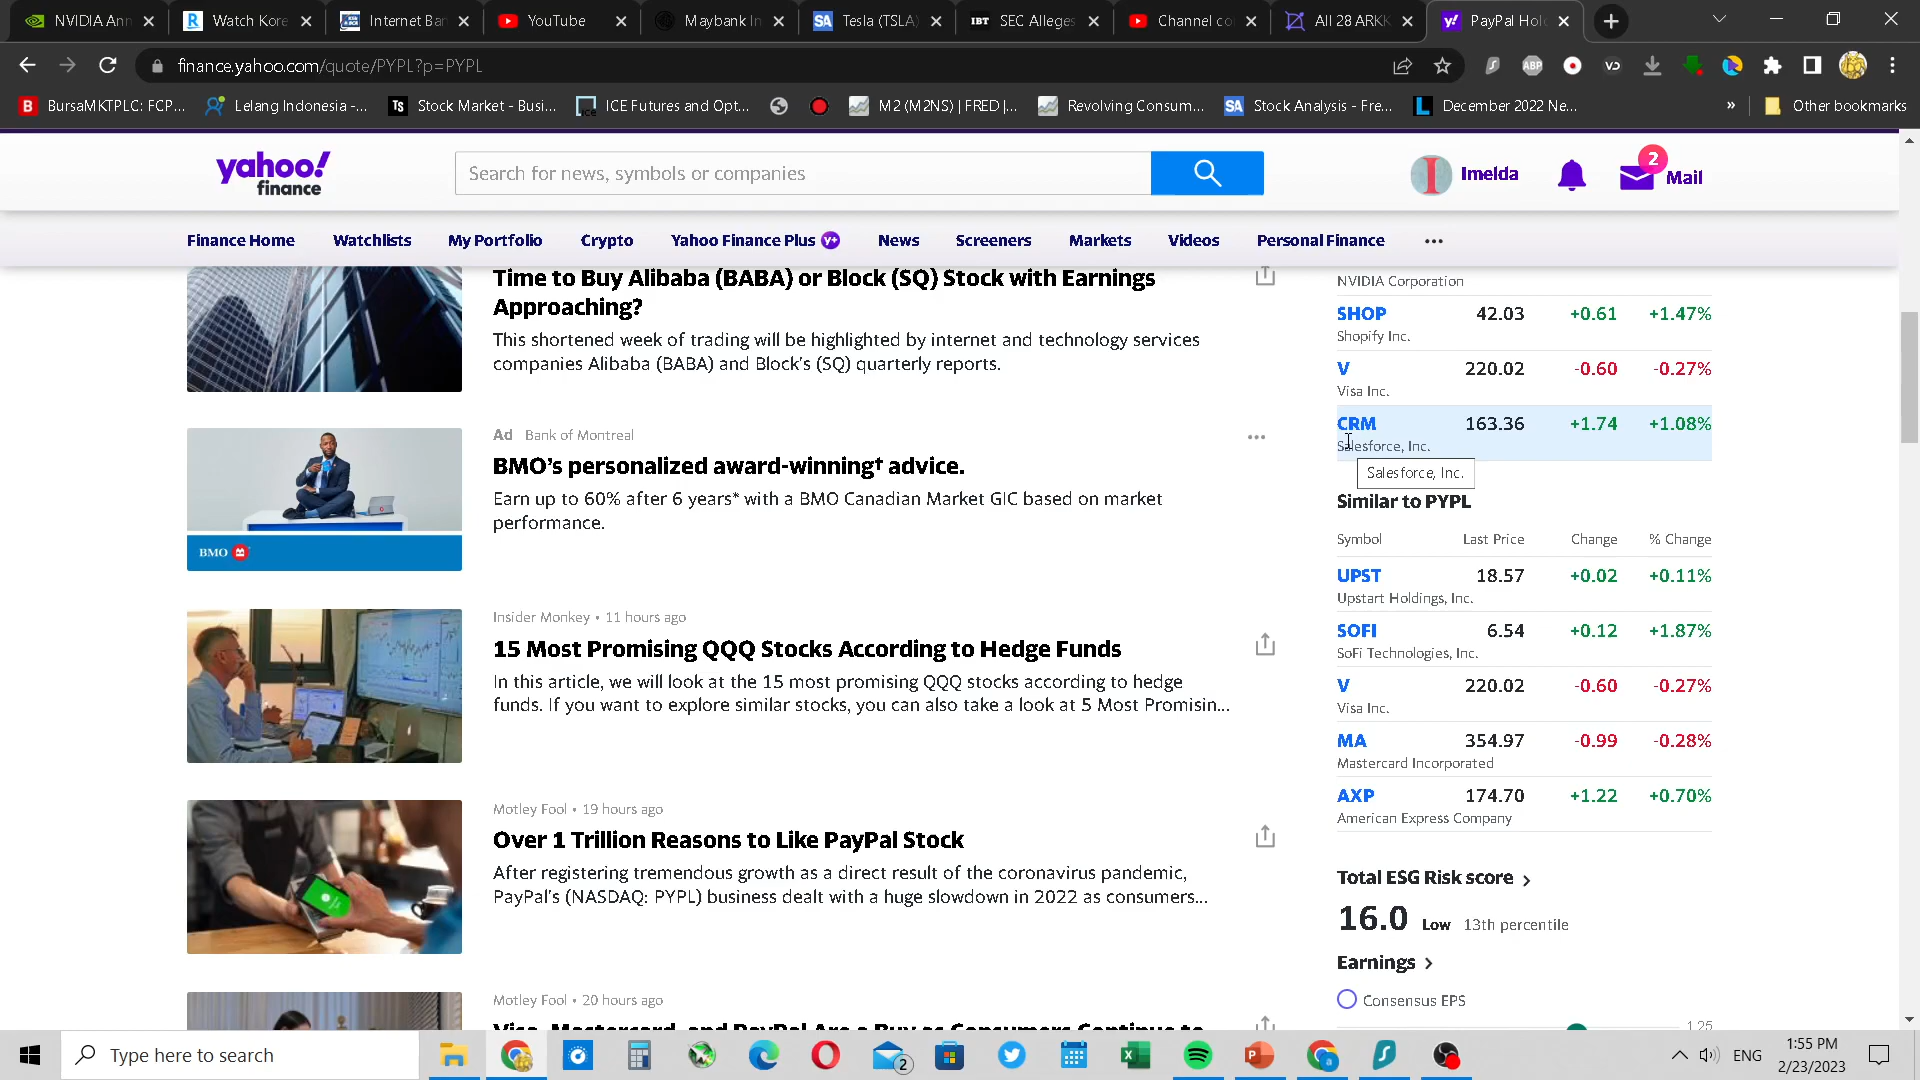 NVIDIA Ann
Watch Kore
Internet Ban
YouTube
Maybank In
Tesla (TSLA)
SEC Alleges
Channel co
All 28 ARKK
PayPal Hol
finance.yahoo.com/quote/PYPL?p=PYPL
BursaMKTPLC: FCP...
Lelang Indonesia -...
Stock Market - Busi...
ICE Futures and Opt...
M2 (M2NS) | FRED |...
Revolving Consum...
Stock Analysis - Fre...
December 2022 Ne...
»
Other bookmarks
yahoo!
finance
Search for news, symbols or companies
Imelda
2
Mail
Finance Home
Watchlists
My Portfolio
Crypto
Yahoo Finance Plus
News
Screeners
Markets
Videos
Personal Finance
...
Time to Buy Alibaba (BABA) or Block (SQ) Stock with Earnings
Approaching?
This shortened week of trading will be highlighted by internet and technology services
companies Alibaba (BABA) and Block's (SQ) quarterly reports.
Ad Bank of Montreal
BMO's personalized award-winning† advice.
Earn up to 60% after 6 years* with a BMO Canadian Market GIC based on market
performance.
BMO
Insider Monkey • 11 hours ago
15 Most Promising QQQ Stocks According to Hedge Funds
In this article, we will look at the 15 most promising QQQ stocks according to hedge
funds. If you want to explore similar stocks, you can also take a look at 5 Most Promisin...
Motley Fool • 19 hours ago
Over 1 Trillion Reasons to Like PayPal Stock
After registering tremendous growth as a direct result of the coronavirus pandemic,
PayPal's (NASDAQ: PYPL) business dealt with a huge slowdown in 2022 as consumers...
Motley Fool • 20 hours ago
Visa, Mastercard, and PayPal Are a Buy as Consumers Continue to
NVIDIA Corporation
SHOP 42.03 +0.61 +1.47%
Shopify Inc.
V 220.02 -0.60 -0.27%
Visa Inc.
CRM 163.36 +1.74 +1.08%
Salesforce, Inc.
Salesforce, Inc.
Similar to PYPL
Symbol Last Price Change % Change
UPST 18.57 +0.02 +0.11%
Upstart Holdings, Inc.
SOFI 6.54 +0.12 +1.87%
SoFi Technologies, Inc.
V 220.02 -0.60 -0.27%
Visa Inc.
MA 354.97 -0.99 -0.28%
Mastercard Incorporated
AXP 174.70 +1.22 +0.70%
American Express Company
Total ESG Risk score
16.0 Low 13th percentile
Earnings
Consensus EPS
1.25
Type here to search
2
ENG
1:55 PM
2/23/2023